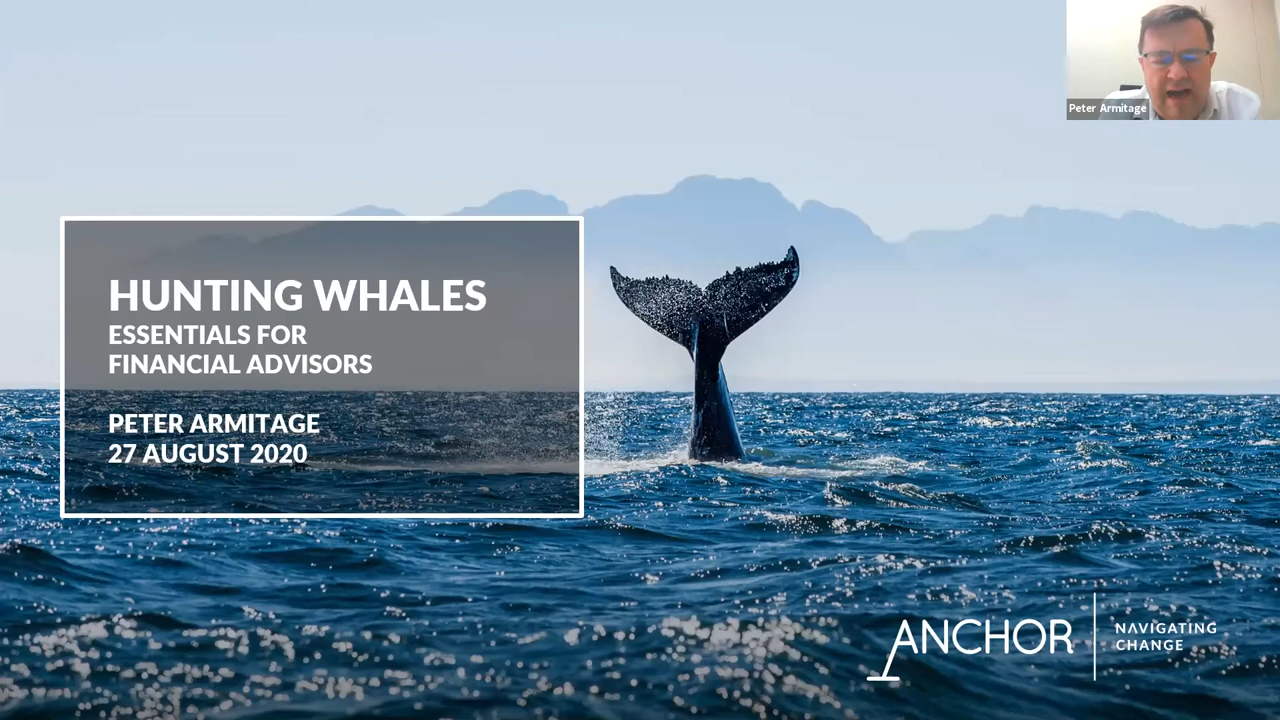 Peter Armitage
HUNTING WHALES
ESSENTIALS FOR
FINANCIAL ADVISORS
PETER ARMITAGE
27 AUGUST 2020
ANCHOR
NAVIGATING
CHANGE